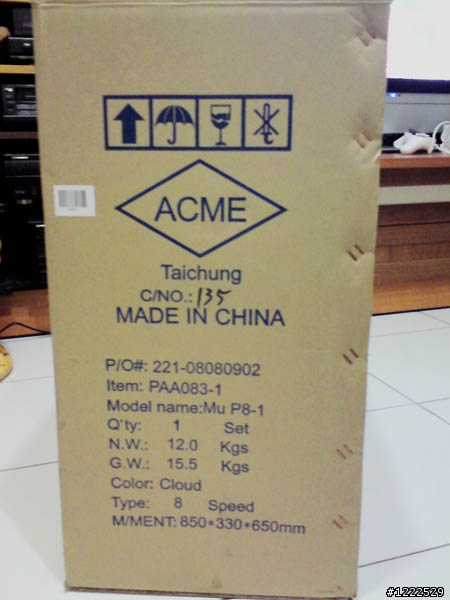 ACME
Taichung
C/NO.: 135
MADE IN CHINA
P/O#: 221-08080902
Item: PAA083-1
Model name:Mu P8-1
Q'ty: 1 Set
N.W.: 12.0 Kgs
G.W.: 15.5 Kgs
Color: Cloud
Type: 8 Speed
M/MENT: 850*330*650mm
#1222529